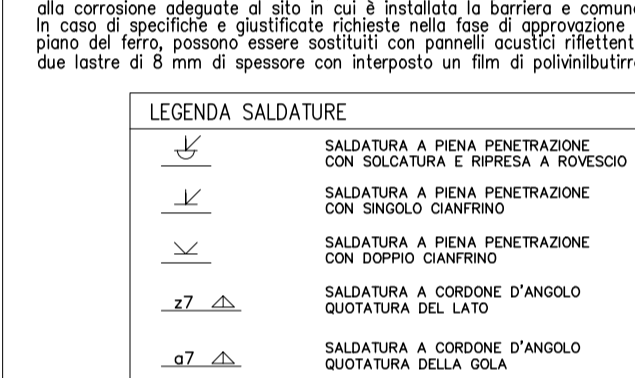 alla corrosione adeguate al sito in cui è installata la barriera e comun
In caso di specifiche e giustificate richieste nella fase di approvazione
piano del ferro, possono essere sostituiti con pannelli acustici riflettent
due lastre di 8 mm di spessore con interposto un film di polivinilbutirr
LEGENDA SALDATURE
SALDATURA A PIENA PENETRAZIONE
CON SOLCATURA E RIPRESA A ROVESCIO
SALDATURA A PIENA PENETRAZIONE
CON SINGOLO CIANFRINO
SALDATURA A PIENA PENETRAZIONE
CON DOPPIO CIANFRINO
z7
SALDATURA A CORDONE D'ANGOLO
QUOTATURA DEL LATO
a7
SALDATURA A CORDONE D'ANGOLO
QUOTATURA DELLA GOLA